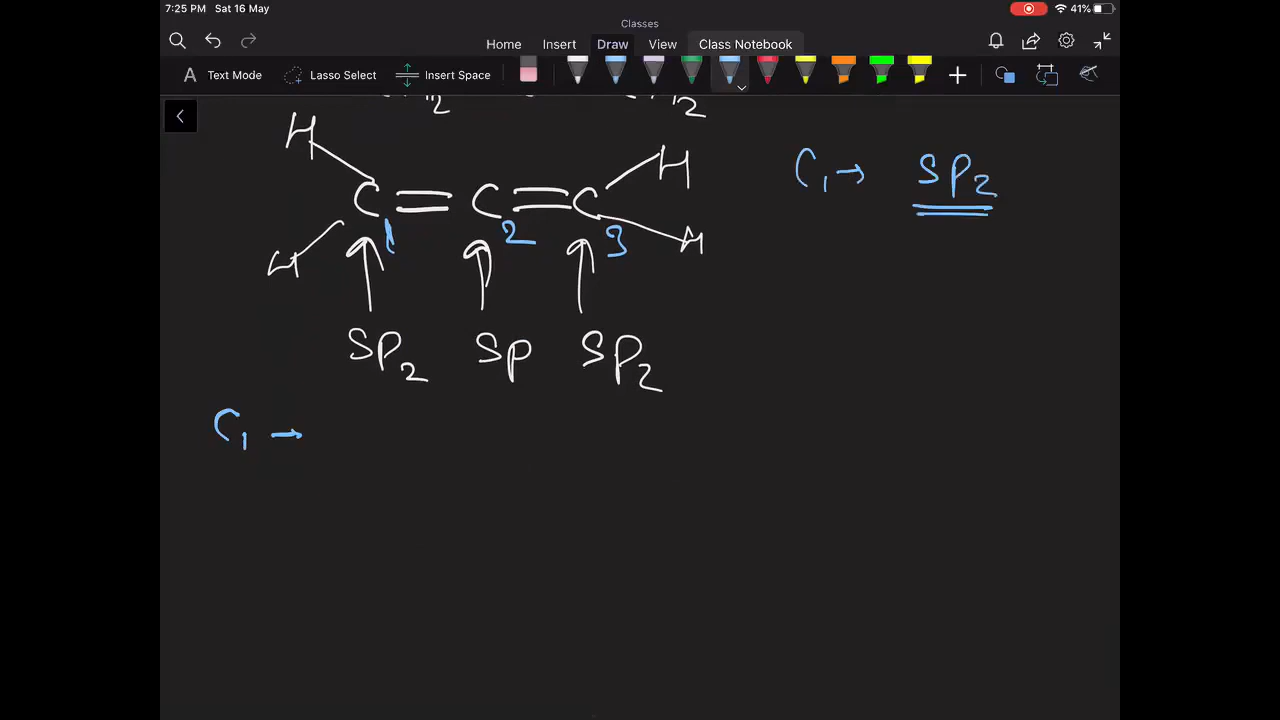 7:25 PM Sat 16 May
41%
Classes
Home Insert Draw View Class Notebook
A Text Mode Lasso Select Insert Space
H H
C = C = C
1 2 3
H H
C₁ → SP₂
SP₂ SP SP₂
C₁ →